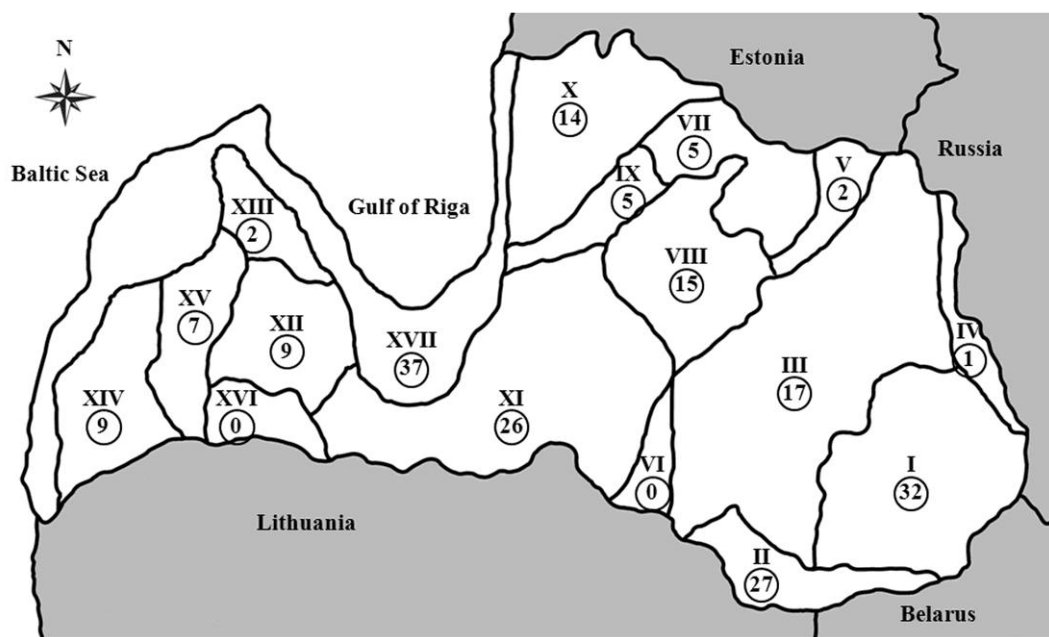 N
Estonia
X
14
VII
5
V
2
Russia
Baltic Sea
IX
5
XIII
2
Gulf of Riga
VIII
15
XV
7
XII
9
XVII
37
IV
1
III
17
XIV
9
XVI
0
XI
26
VI
0
I
32
Lithuania
II
27
Belarus